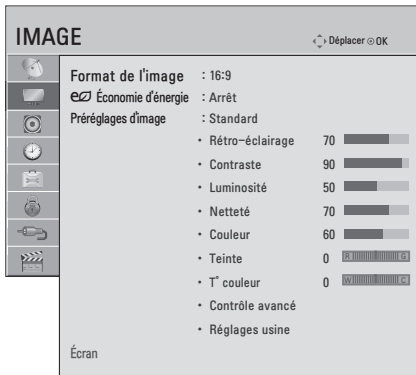 IMAGE
Déplacer OK
Format de l'image : 16:9
Économie d'énergie : Arrêt
Préréglages d'image : Standard
• Rétro-éclairage 70
• Contraste 90
• Luminosité 50
• Netteté 70
• Couleur 60
• Teinte 0 R G
• T° couleur 0 W C
• Contrôle avancé
• Réglages usine
Écran